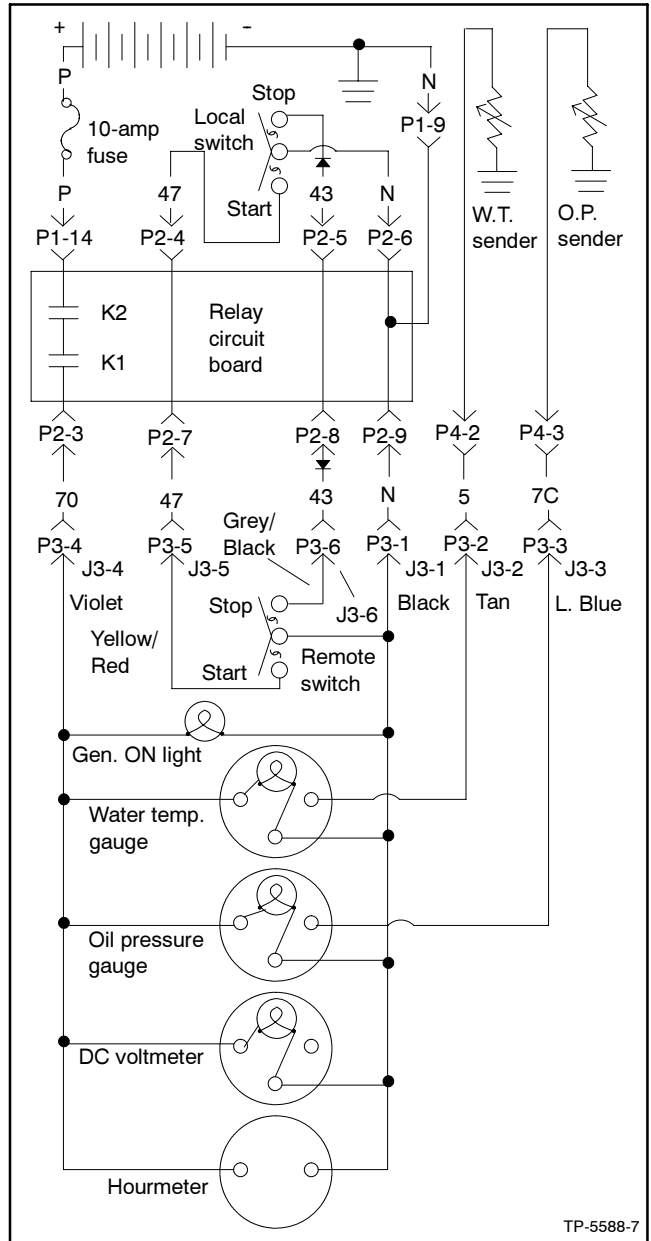 + -
P N
Stop
Local
switch
10-amp
fuse
P1-9
P 47 Start 43 N
W.T.
sender
O.P.
sender
P1-14 P2-4 P2-5 P2-6
K2
K1
Relay
circuit
board
P2-3 P2-7 P2-8 P2-9 P4-2 P4-3
70 47 43 N 5 7C
Grey/
Black
P3-4 P3-5 P3-6 P3-1 P3-2 P3-3
J3-4 J3-5 J3-6 J3-1 J3-2 J3-3
Violet Stop Black Tan L. Blue
Yellow/
Red
Start
Remote
switch
Gen. ON light
Water temp.
gauge
Oil pressure
gauge
DC voltmeter
Hourmeter
TP-5588-7